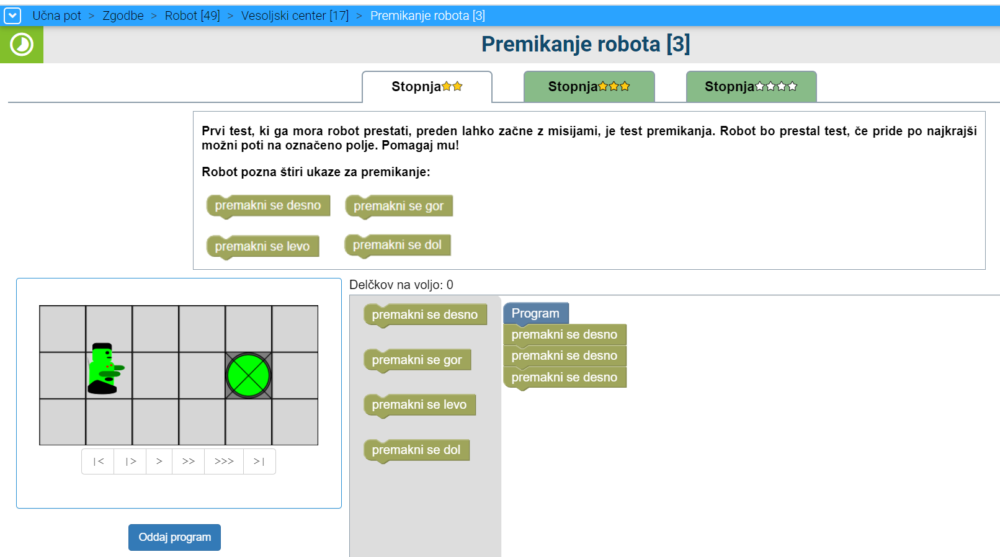 Učna pot > Zgodbe > Robot [49] > Vesoljski center [17] > Premikanje robota [3]
Premikanje robota [3]
Stopnja
Stopnja
Stopnja
Prvi test, ki ga mora robot prestati, preden lahko začne z misijami, je test premikanja. Robot bo prestal test, če pride po najkrajši
možni poti na označeno polje. Pomagaj mu!
Robot pozna štiri ukaze za premikanje:
premakni se desno
premakni se gor
premakni se levo
premakni se dol
Delčkov na voljo: 0
premakni se desno
premakni se gor
premakni se levo
premakni se dol
Program
premakni se desno
premakni se desno
premakni se desno
|< |> > >> >>> >|
Oddaj program